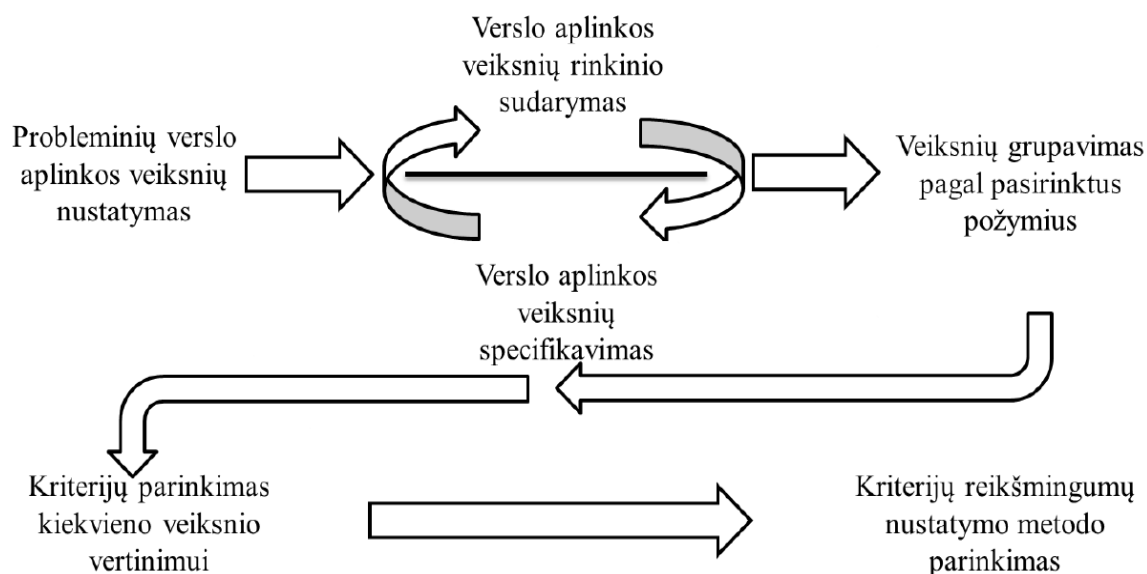 Verslo aplinkos
veiksnių rinkinio
sudarymas
Probleminių verslo
aplinkos veiksnių
nustatymas
Veiksnių grupavimas
pagal pasirinktus
požymius
Verslo aplinkos
veiksnių
specifikavimas
Kriterijų parinkimas
kiekvieno veiksnio
vertinimui
Kriterijų reikšmingumų
nustatymo metodo
parinkimas